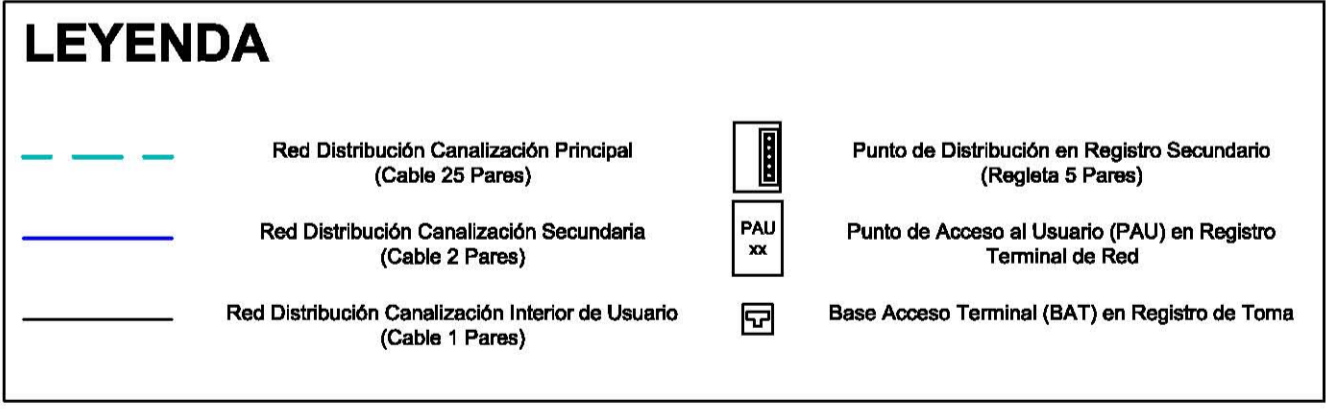 LEYENDA
Red Distribución Canalización Principal
(Cable 25 Pares)
Red Distribución Canalización Secundaria
(Cable 2 Pares)
Red Distribución Canalización Interior de Usuario
(Cable 1 Pares)
Punto de Distribución en Registro Secundario
(Regleta 5 Pares)
PAU
xx
Punto de Acceso al Usuario (PAU) en Registro
Terminal de Red
Base Acceso Terminal (BAT) en Registro de Toma